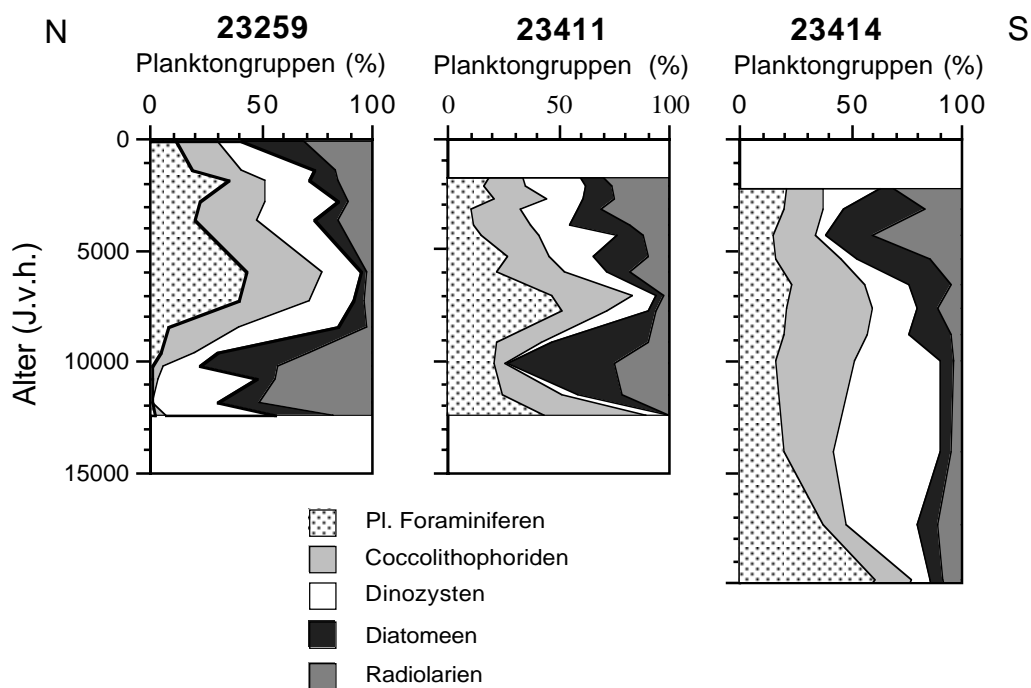 N 23259 23411 23414 S
Planktongruppen (%) Planktongruppen (%) Planktongruppen (%)
0 50 100 0 50 100 0 50 100
0
5000
10000
15000
Alter (J.v.h.)
Pl. Foraminiferen
Coccolithophoriden
Dinozysten
Diatomeen
Radiolarien